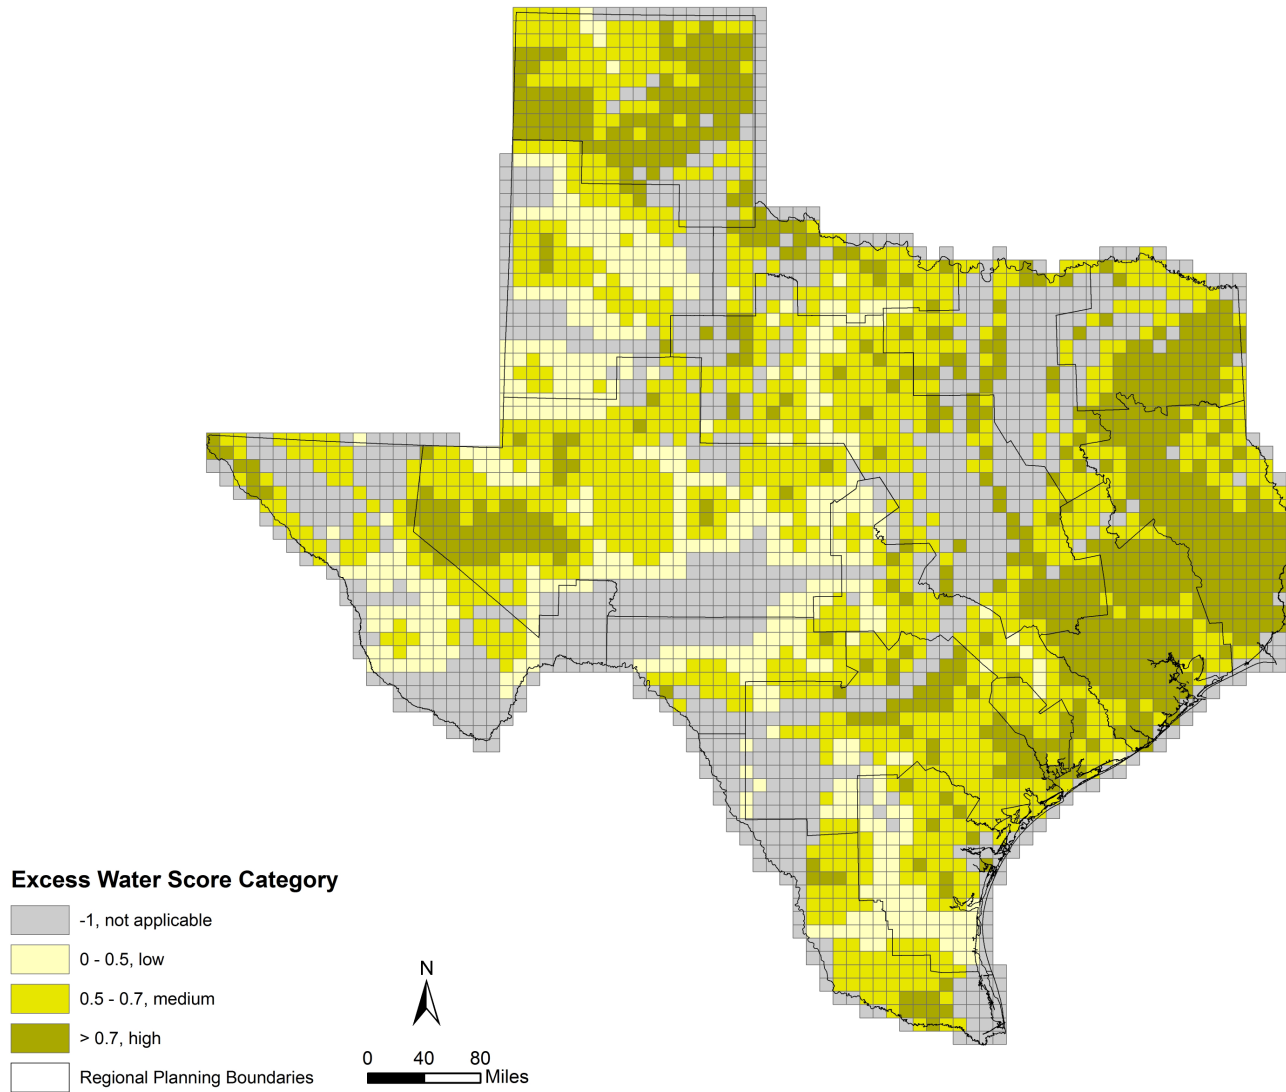 Excess Water Score Category
-1, not applicable
0 - 0.5, low
0.5 - 0.7, medium
> 0.7, high
Regional Planning Boundaries
N
0 40 80
Miles